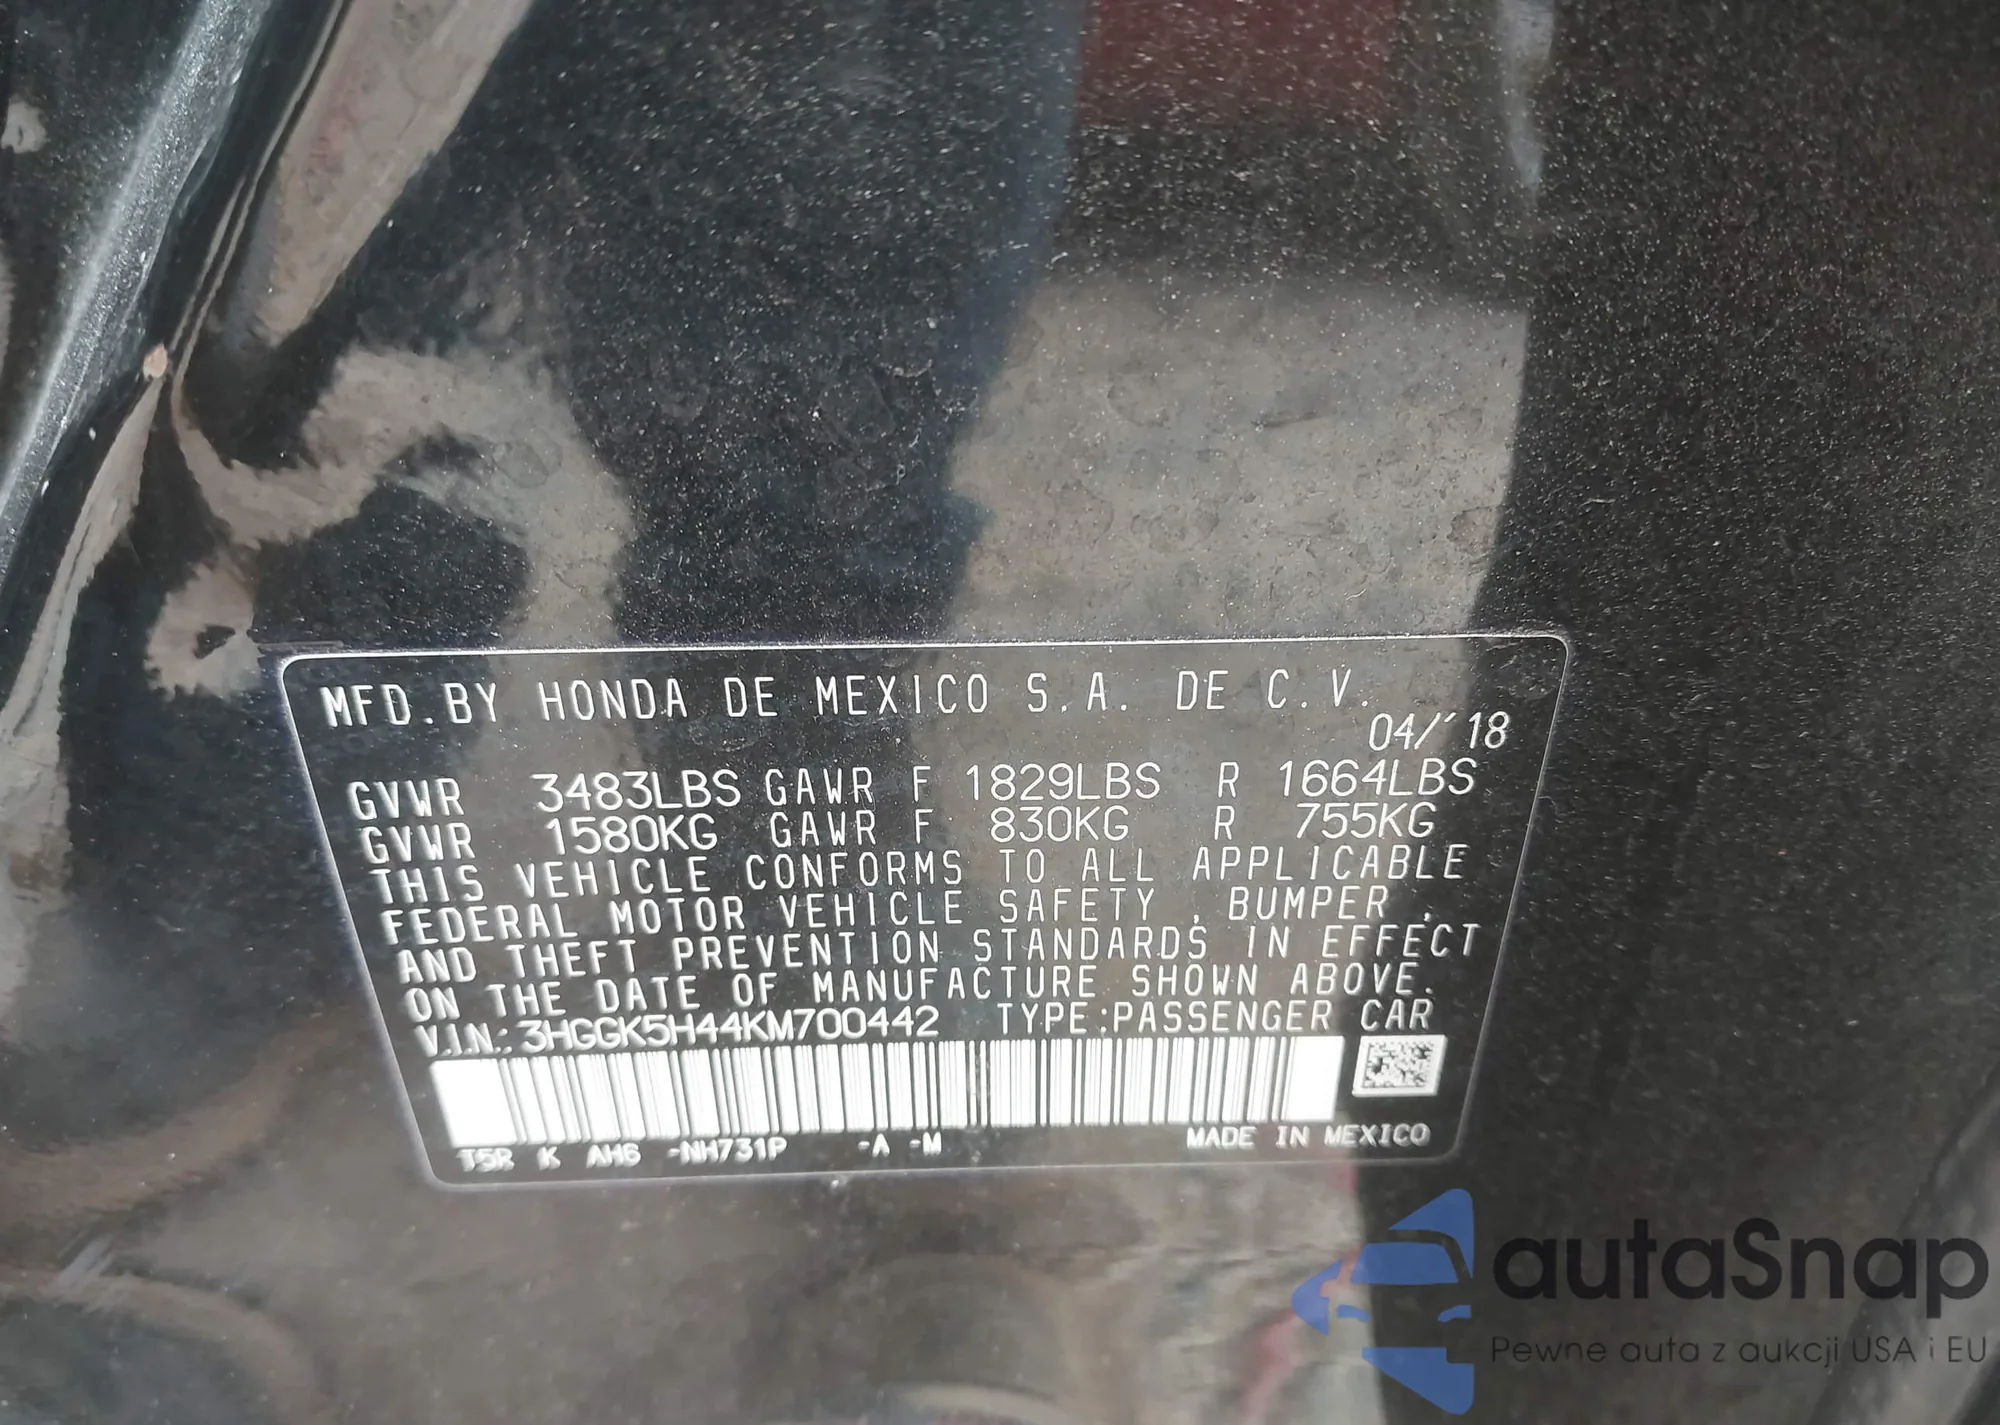 MFD.BY HONDA DE MEXICO S.A. DE C.V.
04/'18
GVWR 3483LBS GAWR F 1829LBS R 1664LBS
GVWR 1580KG GAWR F 830KG R 755KG
THIS VEHICLE CONFORMS TO ALL APPLICABLE
FEDERAL MOTOR VEHICLE SAFETY , BUMPER ,
AND THEFT PREVENTION STANDARDS IN EFFECT
ON THE DATE OF MANUFACTURE SHOWN ABOVE.
V.I.N.: 3HGGK5H44KM700442 TYPE:PASSENGER CAR
T5R K AH6 -NH731P -A -M MADE IN MEXICO
autaSnap
Pewne auta z aukcji USA i EU